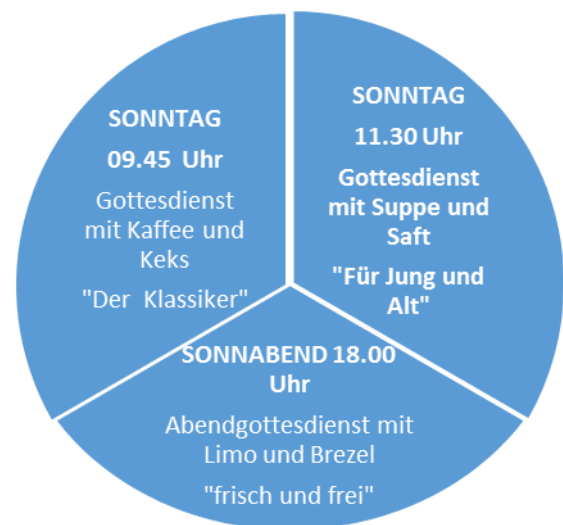 SONNTAG
09.45 Uhr
Gottesdienst
mit Kaffee und
Keks
"Der Klassiker"
SONNTAG
11.30 Uhr
Gottesdienst
mit Suppe und
Saft
"Für Jung und
Alt"
SONNABEND 18.00
Uhr
Abendgottesdienst mit
Limo und Brezel
"frisch und frei"